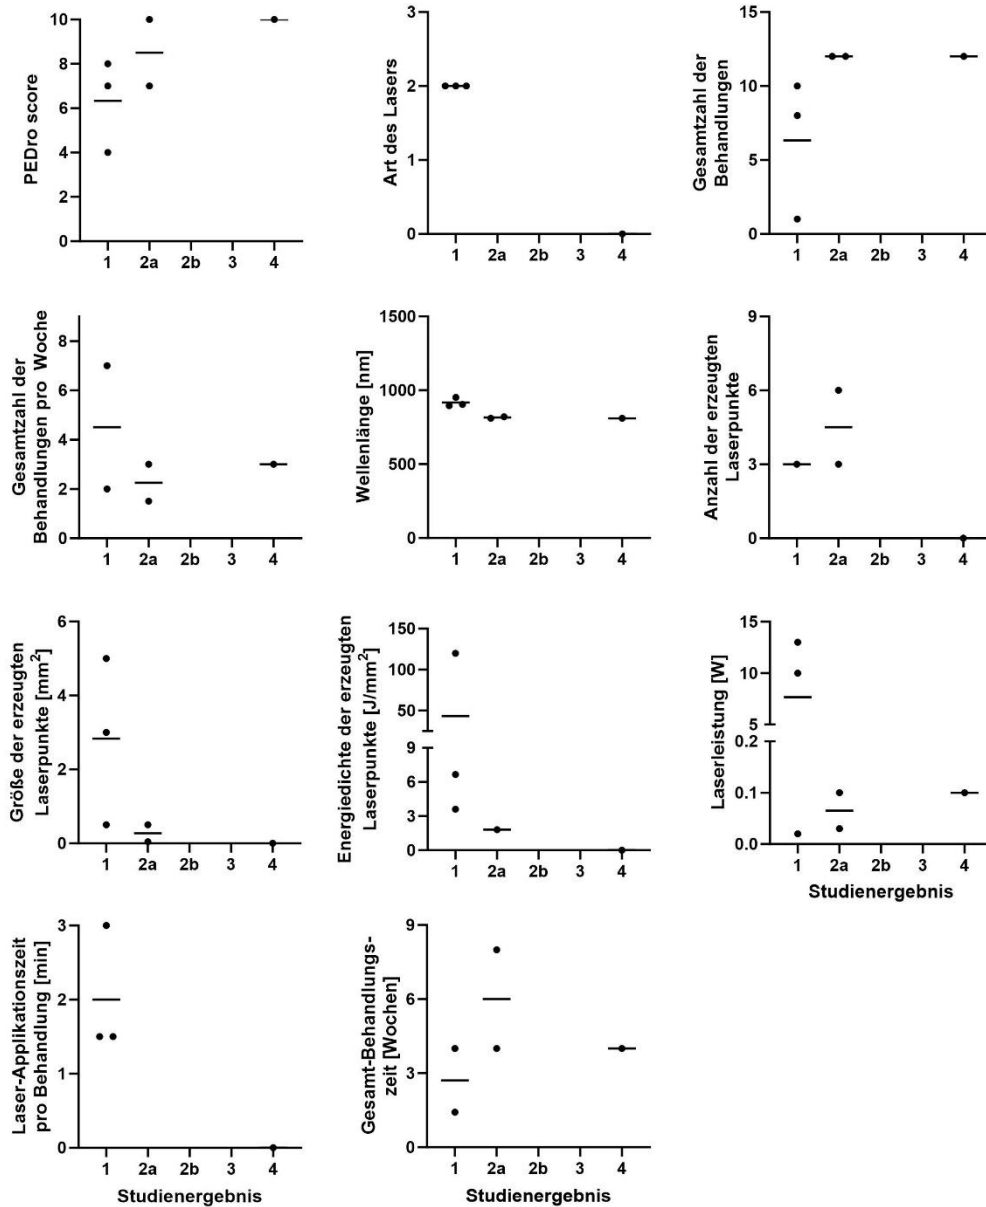 PEDro score
10
8
6
4
2
0
1 2a 2b 3 4
Art des Lasers
3
2
1
0
1 2a 2b 3 4
Gesamtzahl der
Behandlungen
15
10
5
0
1 2a 2b 3 4
Gesamtzahl der
Behandlungen pro Woche
8
6
4
2
0
1 2a 2b 3 4
Wellenlänge [nm]
1500
1000
500
0
1 2a 2b 3 4
Anzahl der erzeugten
Laserpunkte
9
6
3
0
1 2a 2b 3 4
Größe der erzeugten
Laserpunkte [mm²]
6
4
2
0
1 2a 2b 3 4
Energiedichte der erzeugten
Laserpunkte [J/mm²]
150
100
50
9
6
3
0
1 2a 2b 3 4
Laserleistung [W]
15
10
5
0.2
0.1
0.0
1 2a 2b 3 4
Studienergebnis
Laser-Applikationszeit
pro Behandlung [min]
3
2
1
0
1 2a 2b 3 4
Studienergebnis
Gesamt-Behandlungs-
zeit [Wochen]
9
6
3
0
1 2a 2b 3 4
Studienergebnis